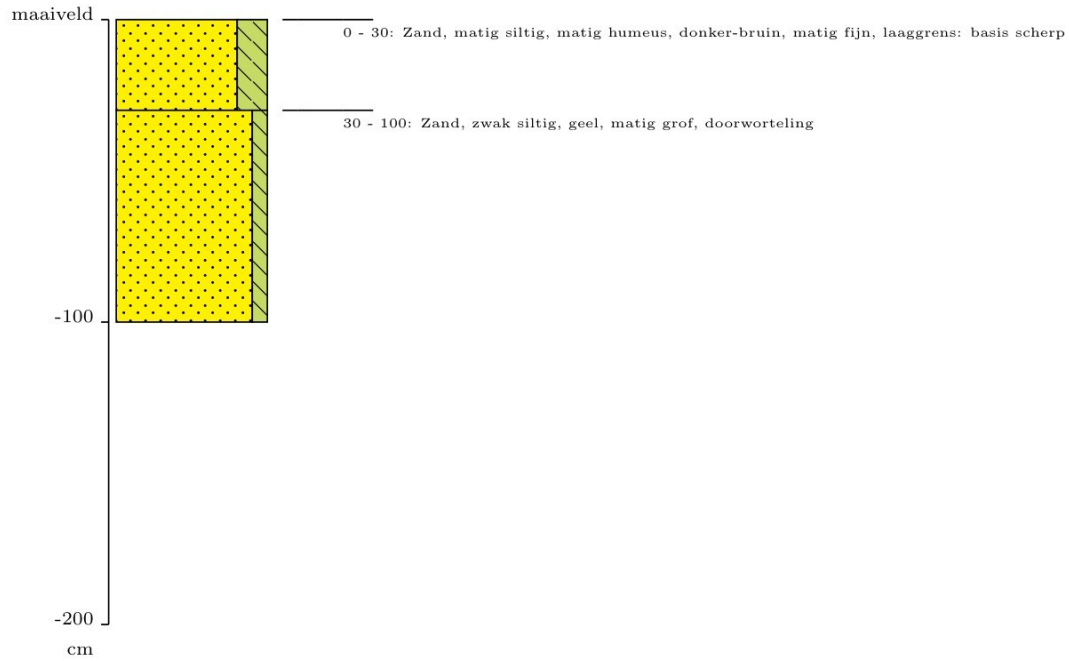 maaiveld
0 - 30: Zand, matig siltig, matig humeus, donker-bruin, matig fijn, laaggrens: basis scherp
30 - 100: Zand, zwak siltig, geel, matig grof, doorworteling
-100
-200
cm